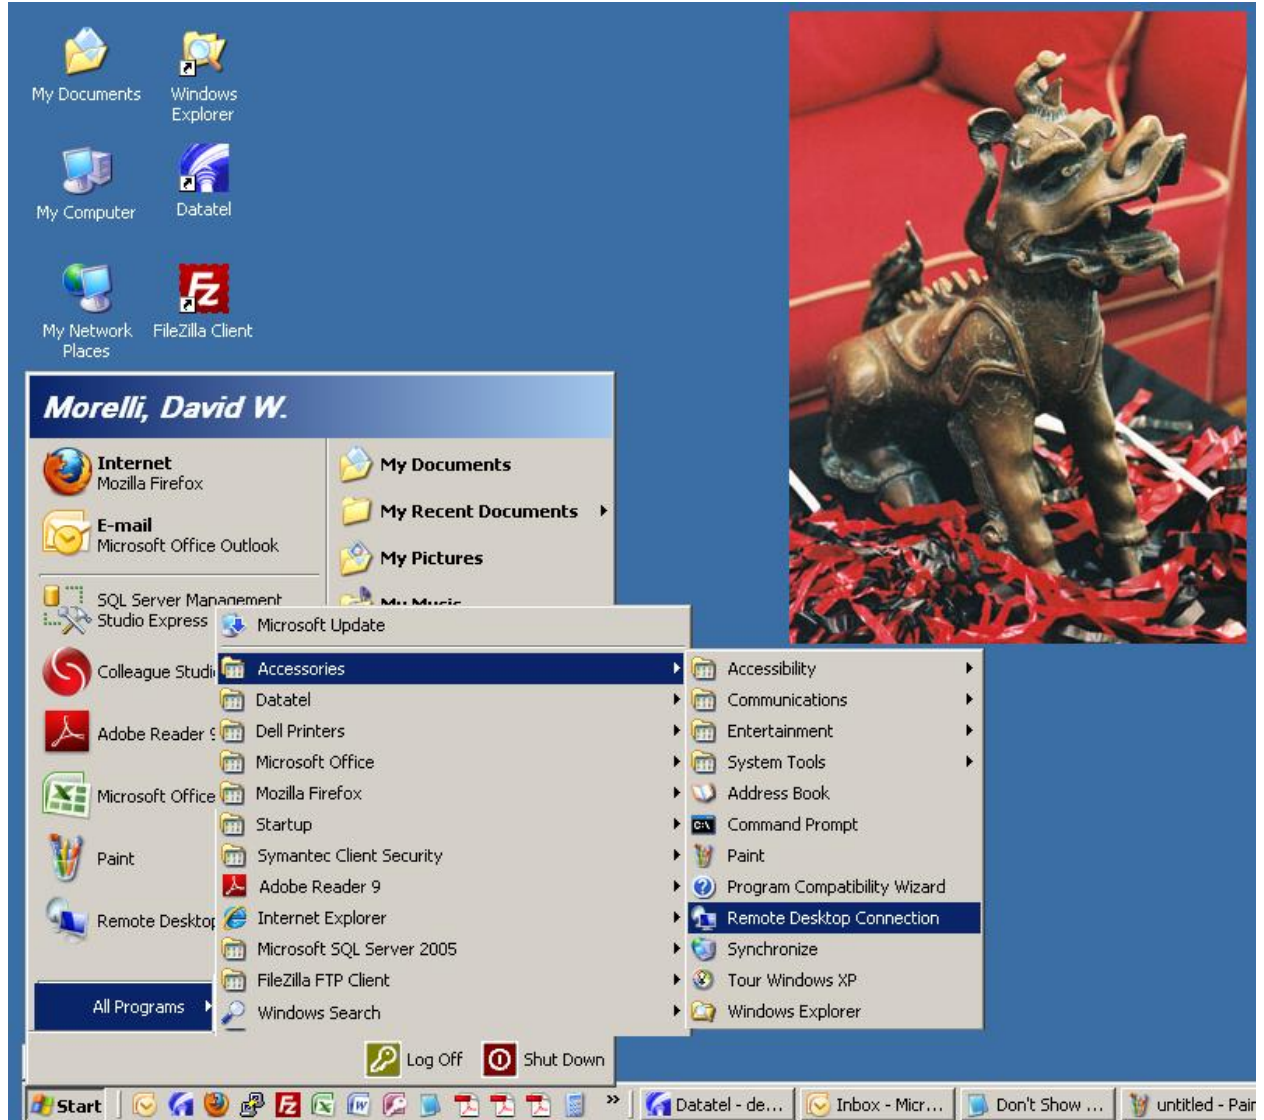 My Documents
Windows
Explorer
My Computer
Datatel
My Network
Places
FileZilla Client
Morelli, David W.
Internet
Mozilla Firefox
E-mail
Microsoft Office Outlook
SQL Server Management
Studio Express
Colleague Studi
Adobe Reader 9
Microsoft Office
Paint
Remote Desktop
All Programs
My Documents
My Recent Documents
My Pictures
My Music
Microsoft Update
Accessories
Datatel
Dell Printers
Microsoft Office
Mozilla Firefox
Startup
Symantec Client Security
Adobe Reader 9
Internet Explorer
Microsoft SQL Server 2005
FileZilla FTP Client
Windows Search
Accessibility
Communications
Entertainment
System Tools
Address Book
Command Prompt
Paint
Program Compatibility Wizard
Remote Desktop Connection
Synchronize
Tour Windows XP
Windows Explorer
Log Off
Shut Down
Start
Datatel - de...
Inbox - Micr...
Don't Show ...
untitled - Pain